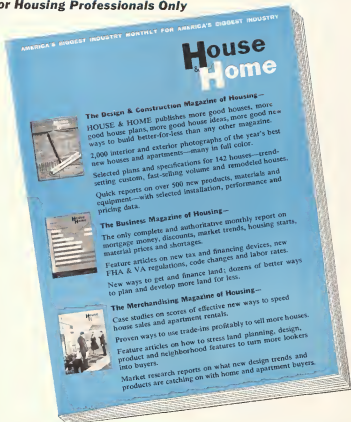 or Housing Professionals Only
AMERICA'S BIGGEST INDUSTRY MONTHLY FOR AMERICA'S BIGGEST INDUSTRY
House
& Home
The Design & Construction Magazine of Housing—
HOUSE & HOME publishes more good houses, more
good house plans, more good house ideas, more good new
ways to build better-for-less than any other magazine.
2,000 interior and exterior photographs of the year's best
new houses and apartments—many in full color.
Selected plans and specifications for 142 houses—trend-
setting custom, fast-selling volume and remodeled houses.
Quick reports on over 500 new products, materials and
equipment—with selected installation, performance and
pricing data.
The Business Magazine of Housing—
The only complete and authoritative monthly report on
mortgage money, discounts, market trends, housing starts,
material prices and shortages.
Feature articles on new tax and financing devices, new
FHA & VA regulations, code changes and labor rates.
New ways to get and finance land; dozens of better ways
to plan and develop more land for less.
The Merchandising Magazine of Housing—
Case studies on scores of effective new ways to speed
house sales and apartment rentals.
Proven ways to use trade-ins profitably to sell more houses.
Feature articles on how to stress land planning, design,
product and neighborhood features to turn more lookers
into buyers.
Market research reports on what new design trends and
products are catching on with home and apartment buyers.